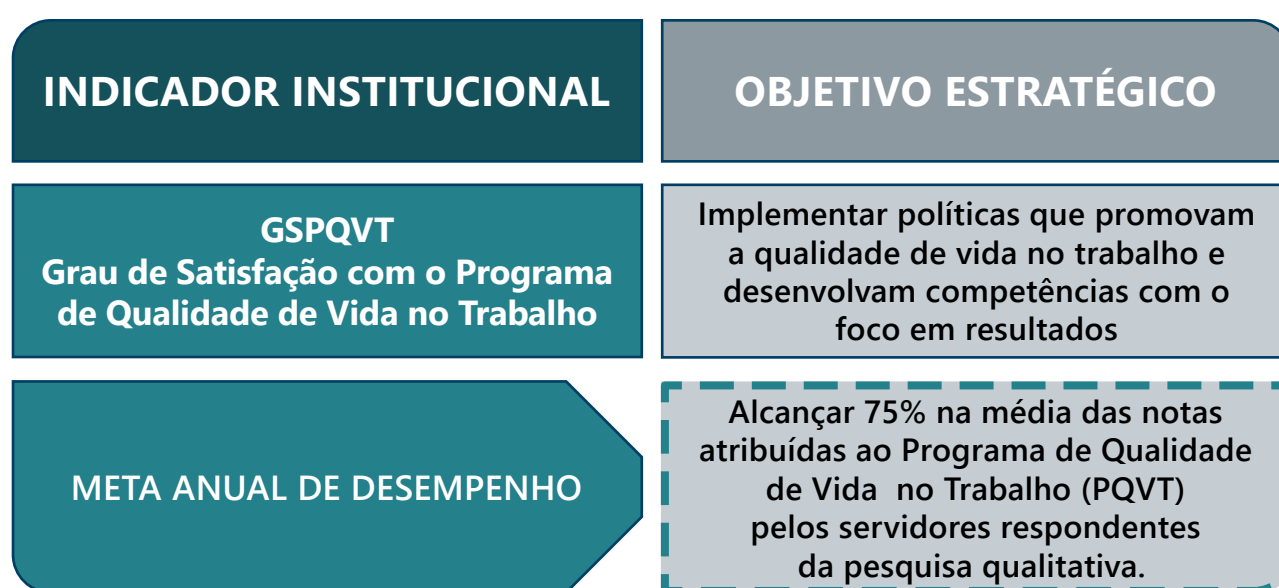 INDICADOR INSTITUCIONAL
OBJETIVO ESTRATÉGICO
GSPQVT
Grau de Satisfação com o Programa
de Qualidade de Vida no Trabalho
Implementar políticas que promovam
a qualidade de vida no trabalho e
desenvolvam competências com o
foco em resultados
META ANUAL DE DESEMPENHO
Alcançar 75% na média das notas
atribuídas ao Programa de Qualidade
de Vida no Trabalho (PQVT)
pelos servidores respondentes
da pesquisa qualitativa.